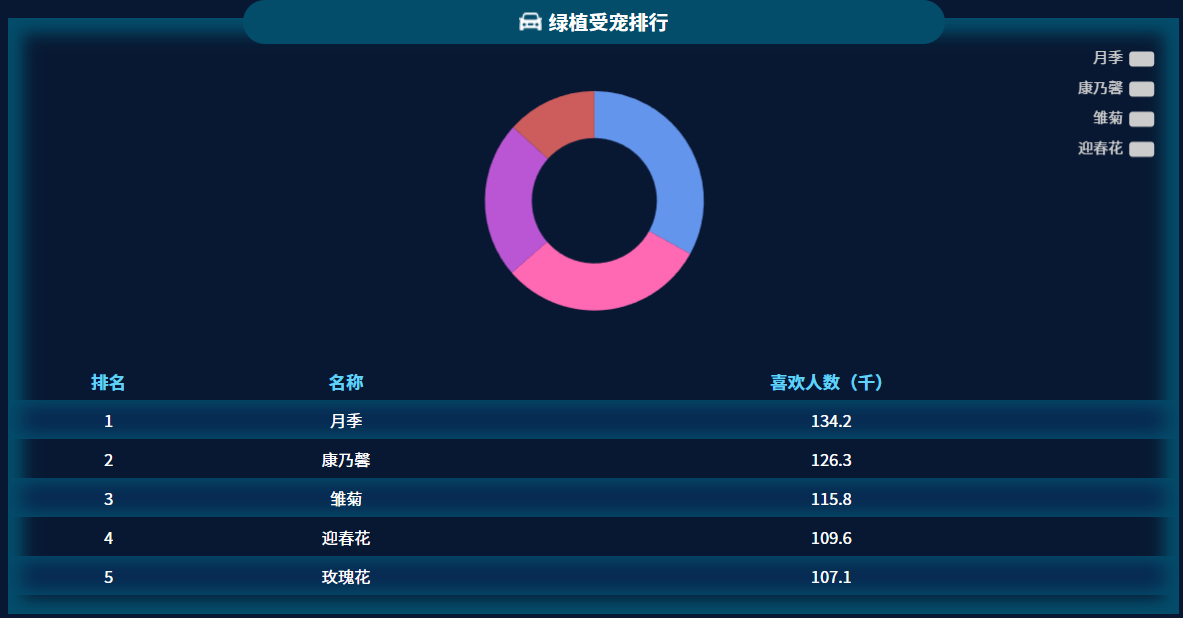 绿植受宠排行
月季
康乃馨
雏菊
迎春花
排名 名称 喜欢人数（千）
1 月季 134.2
2 康乃馨 126.3
3 雏菊 115.8
4 迎春花 109.6
5 玫瑰花 107.1